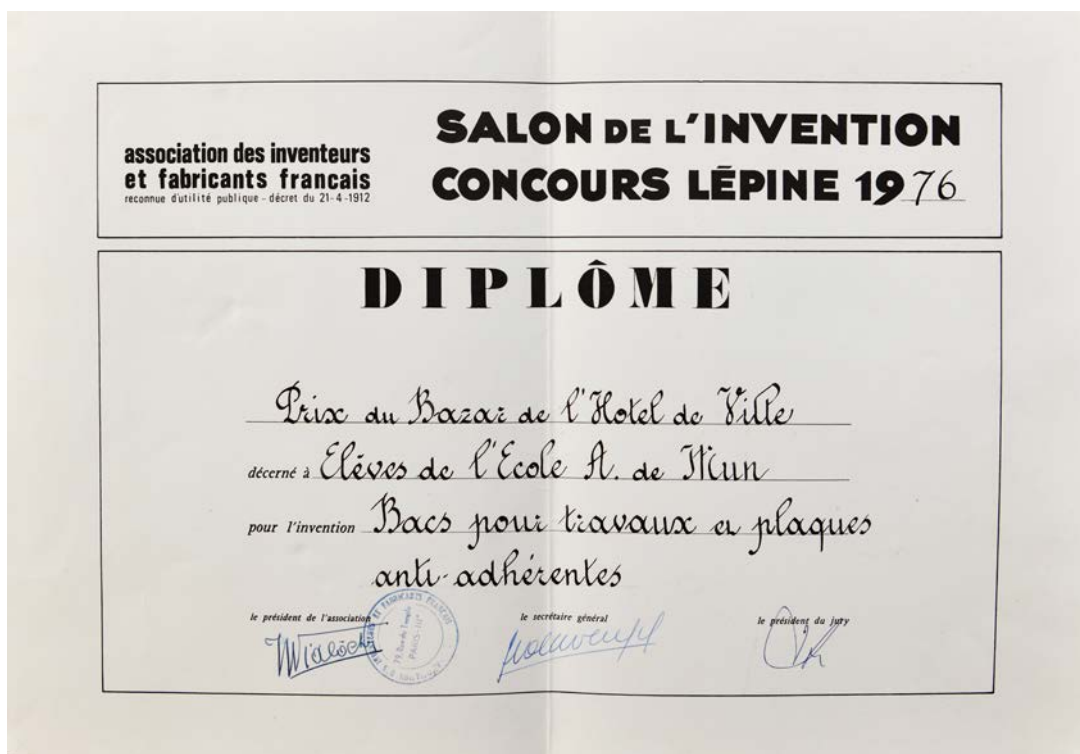 association des inventeurs
et fabricants francais
reconnue d'utilité publique - décret du 21-4-1912
SALON DE L'INVENTION
CONCOURS LÉPINE 1976
DIPLÔME
Prix du Bazar de l'Hotel de Ville
décerné à Elèves de l'Ecole A. de Mun
pour l'invention Bacs pour travaux et plaques
anti-adhérentes
le président de l'association
le secrétaire général
le président du jury